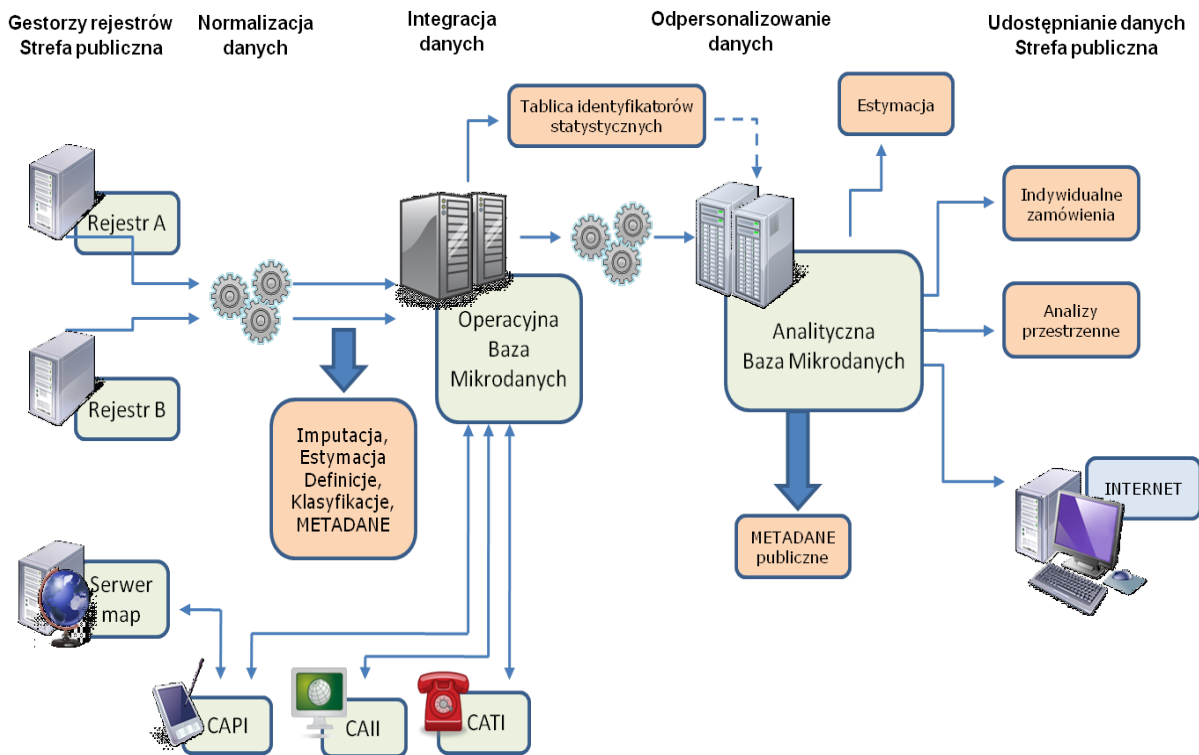 Gestorzy rejestrów
Strefa publiczna
Normalizacja
danych
Integracja
danych
Odpersonalizowanie
danych
Udostępnianie danych
Strefa publiczna
Tablica identyfikatorów
statystycznych
Estymacja
Rejestr A
Indywidualne
zamówienia
Operacyjna
Baza
Mikrodanych
Analityczna
Baza Mikrodanych
Analizy
przestrzenne
Rejestr B
Imputacja,
Estymacja
Definicje,
Klasyfikacje,
METADANE
INTERNET
METADANE
publiczne
Serwer
map
CAPI
CAII
CATI